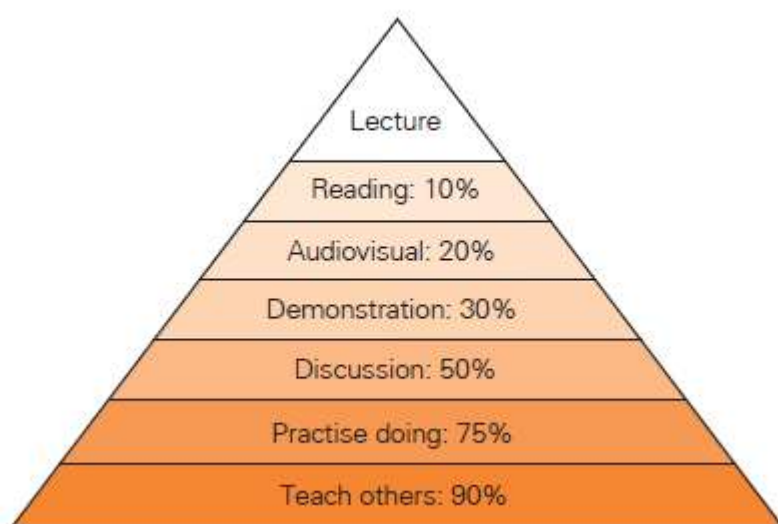 Lecture
Reading: 10%
Audiovisual: 20%
Demonstration: 30%
Discussion: 50%
Practise doing: 75%
Teach others: 90%